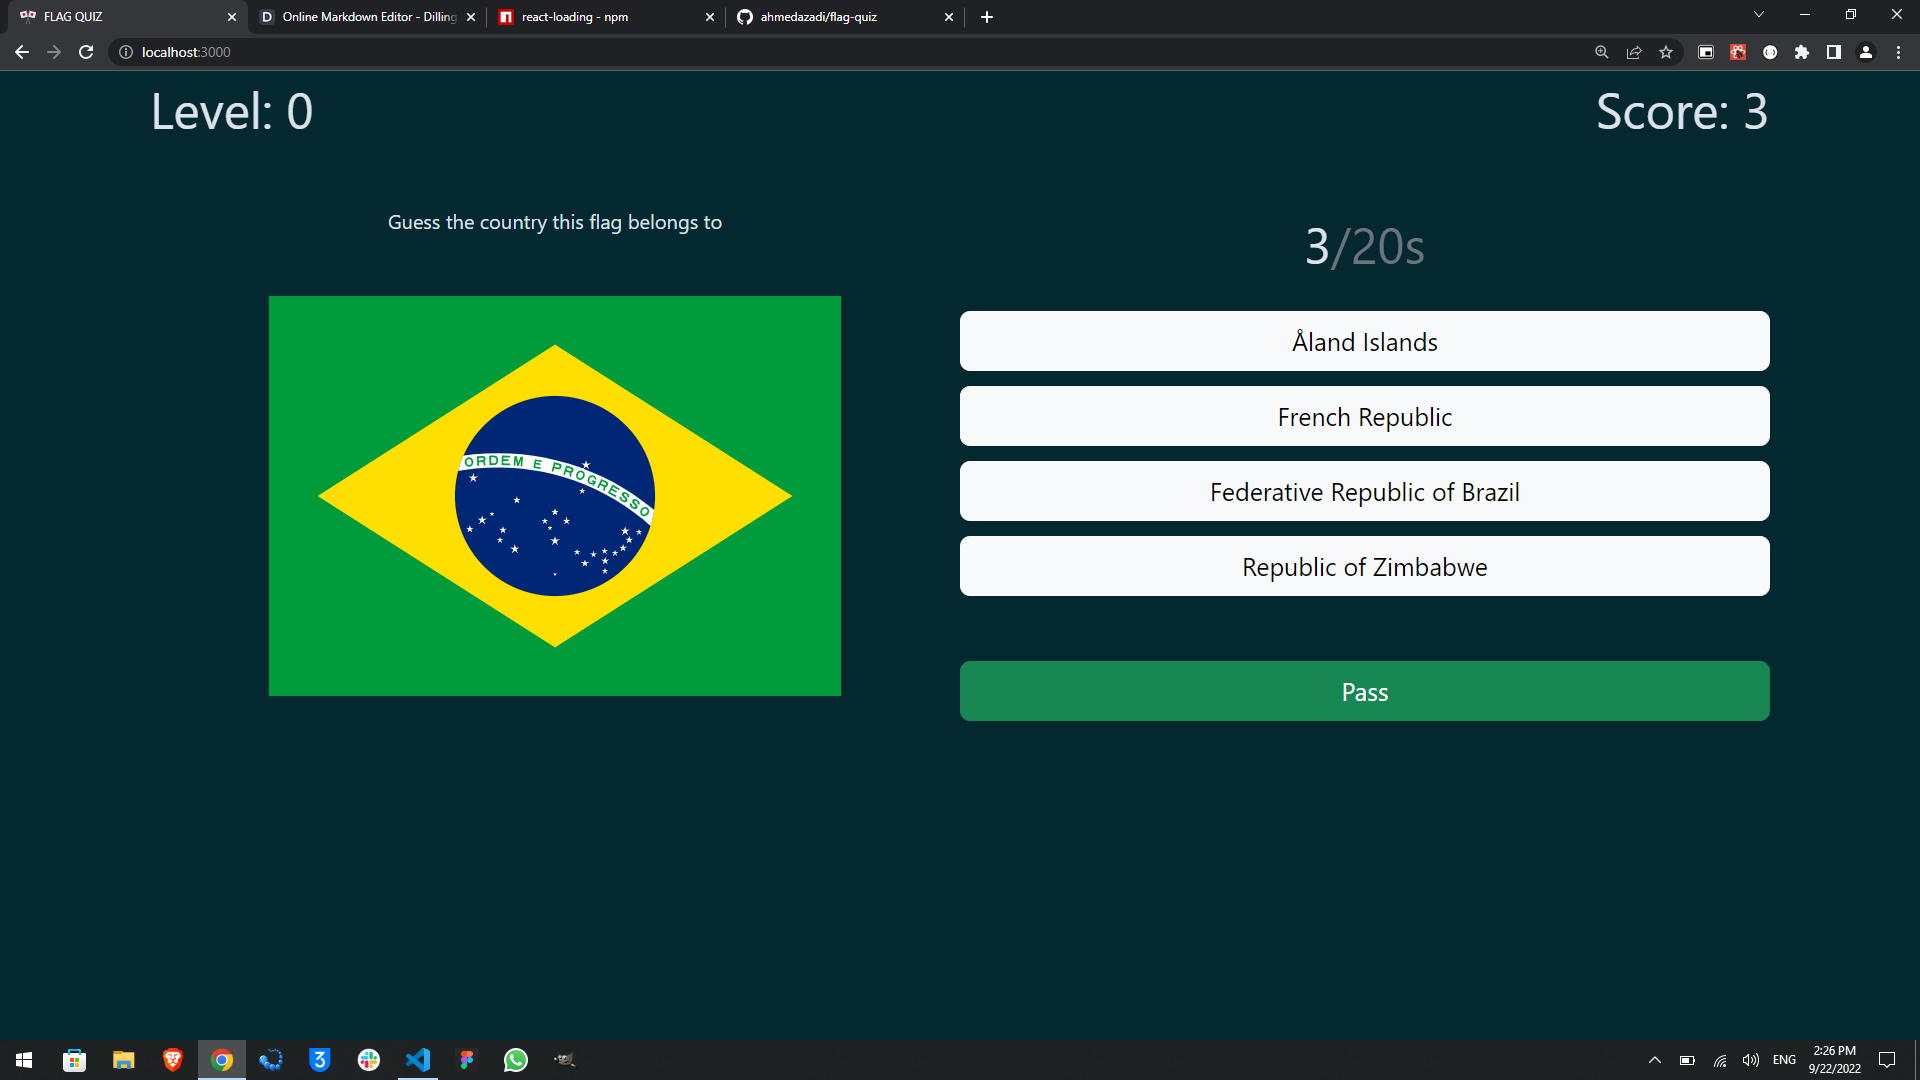 FLAG QUIZ
Online Markdown Editor - Dilling
react-loading - npm
ahmedazadi/flag-quiz
localhost:3000
Level: 0
Score: 3
Guess the country this flag belongs to
3/20s
ORDEM E PROGRESSO
Åland Islands
French Republic
Federative Republic of Brazil
Republic of Zimbabwe
Pass
ENG
2:26 PM
9/22/2022